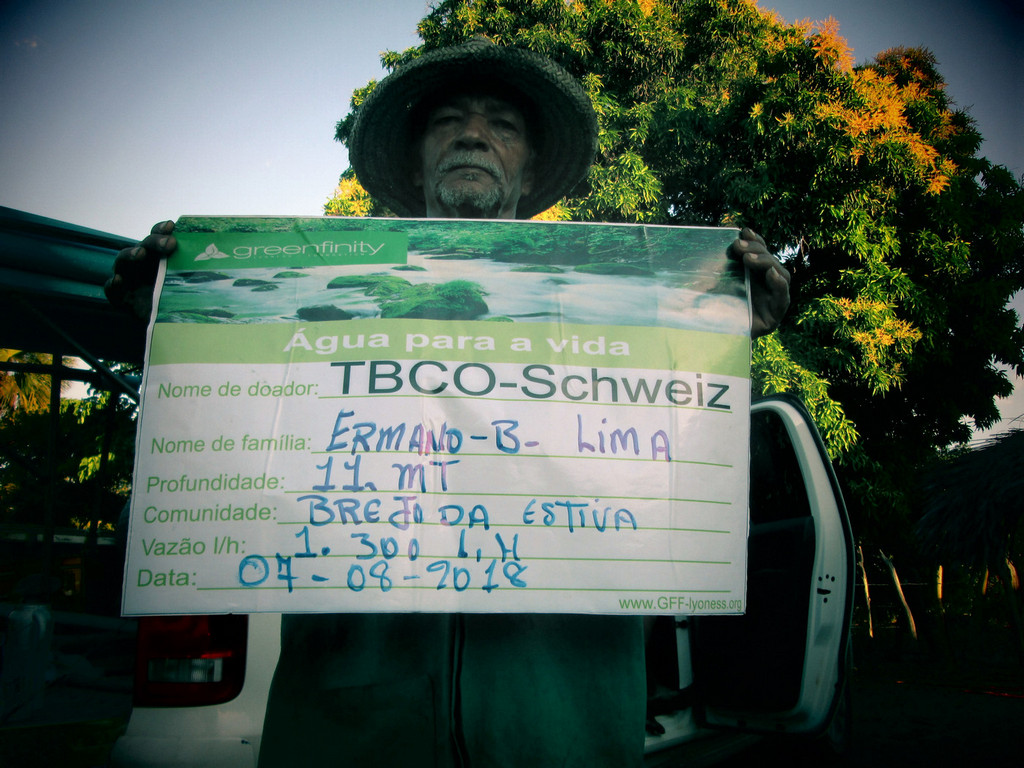 greenfinity
Água para a vida
Nome de doador: TBCO-Schweiz
Nome de família: ERMANO-B- LimA
Profundidade: 11. MT
Comunidade: BREJO DA ESTIVA
Vazão l/h: 1. 300 L, H
Data: 07-08-2018
www.GFF-lyoness.org